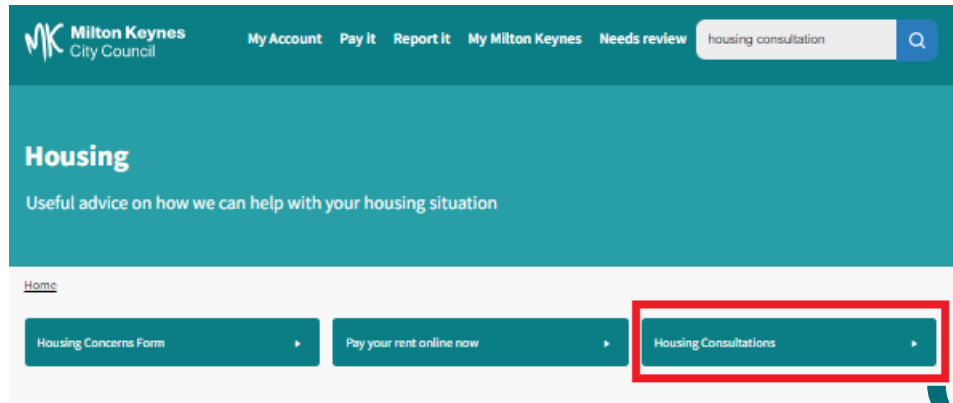 Milton Keynes
City Council
My Account Pay it Report it My Milton Keynes Needs review housing consultation
Housing
Useful advice on how we can help with your housing situation
Home
Housing Concerns Form Pay your rent online now Housing Consultations